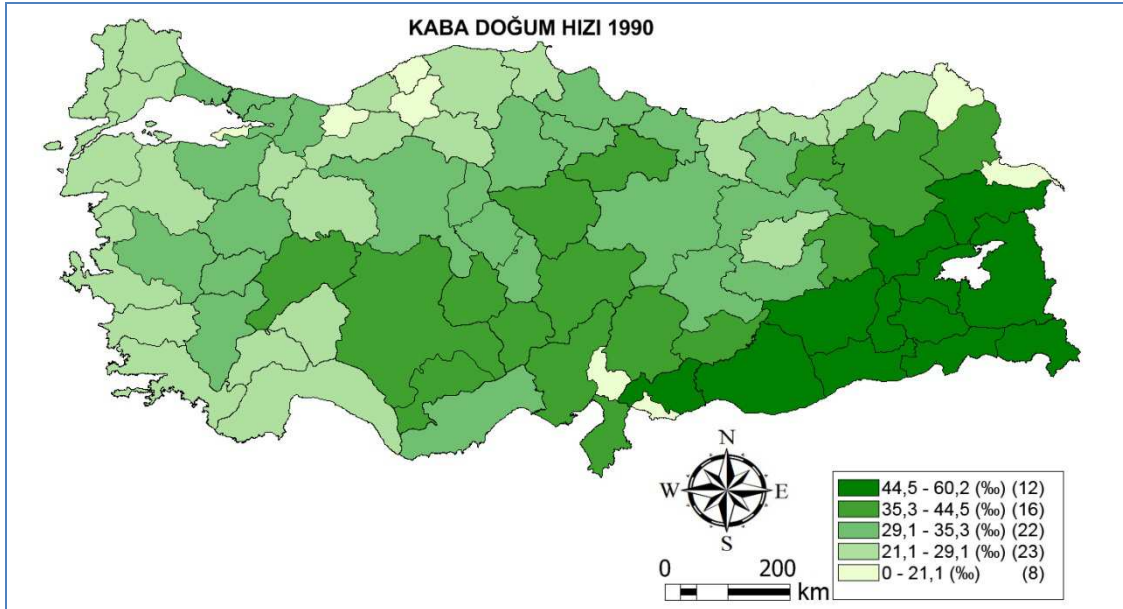 KABA DOĞUM HIZI 1990
N
W E
S
0 200
km
44,5 - 60,2 (‰) (12)
35,3 - 44,5 (‰) (16)
29,1 - 35,3 (‰) (22)
21,1 - 29,1 (‰) (23)
0 - 21,1 (‰) (8)